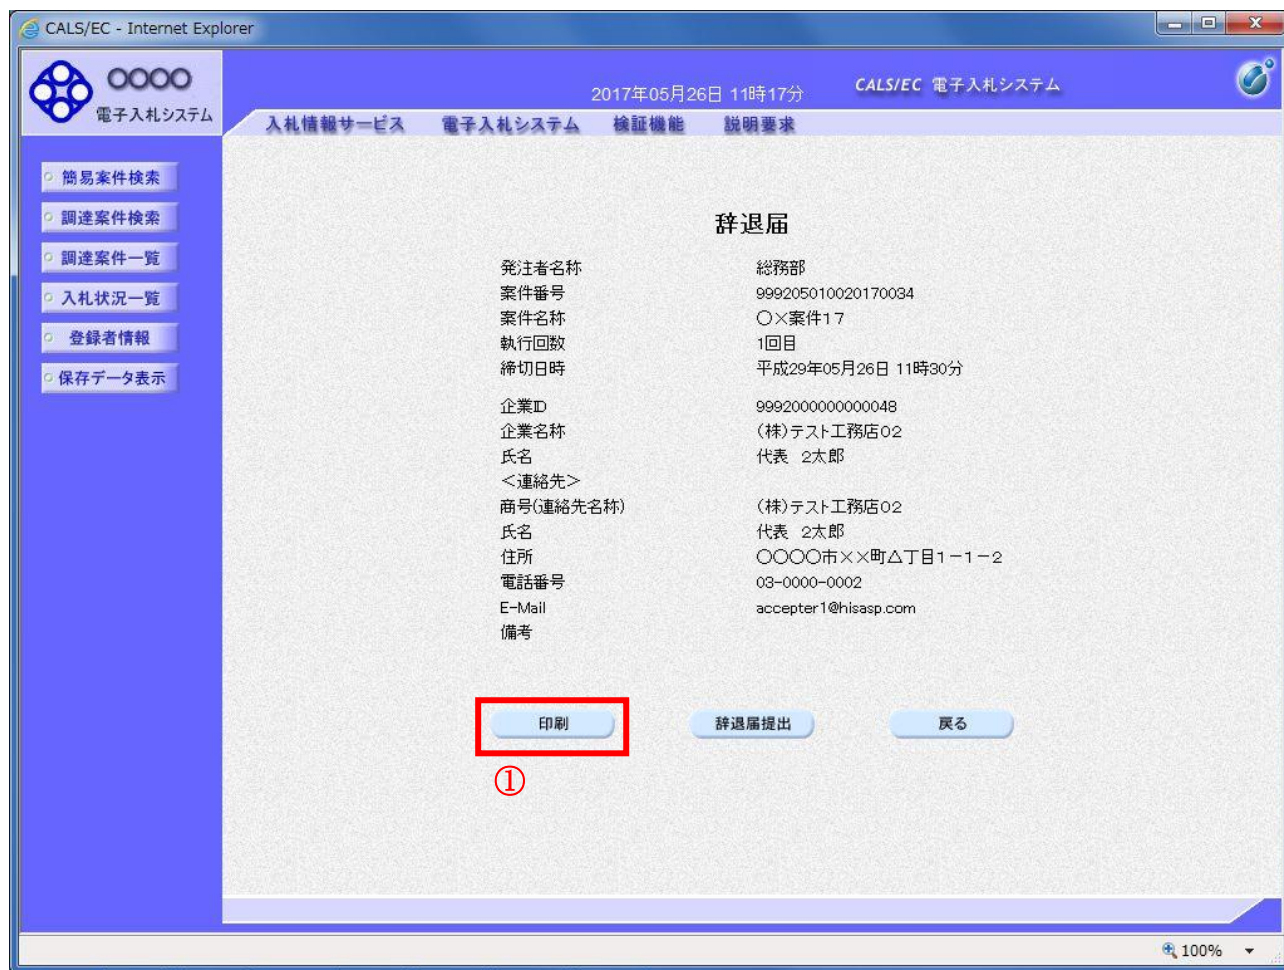 CALS/EC - Internet Explorer
○○○○
電子入札システム
2017年05月26日 11時17分
CALS/EC 電子入札システム
入札情報サービス 電子入札システム 検証機能 説明要求
簡易案件検索
調達案件検索
調達案件一覧
入札状況一覧
登録者情報
保存データ表示
辞退届
発注者名称 総務部
案件番号 999205010020170034
案件名称 ○×案件17
執行回数 1回目
締切日時 平成29年05月26日 11時30分
企業ID 9992000000000048
企業名称 (株)テスト工務店02
氏名 代表 2太郎
<連絡先>
商号(連絡先名称) (株)テスト工務店02
氏名 代表 2太郎
住所 ○○○○市××町△丁目1-1-2
電話番号 03-0000-0002
E-Mail accepter1@hisasp.com
備考
印刷 辞退届提出 戻る
①
100%